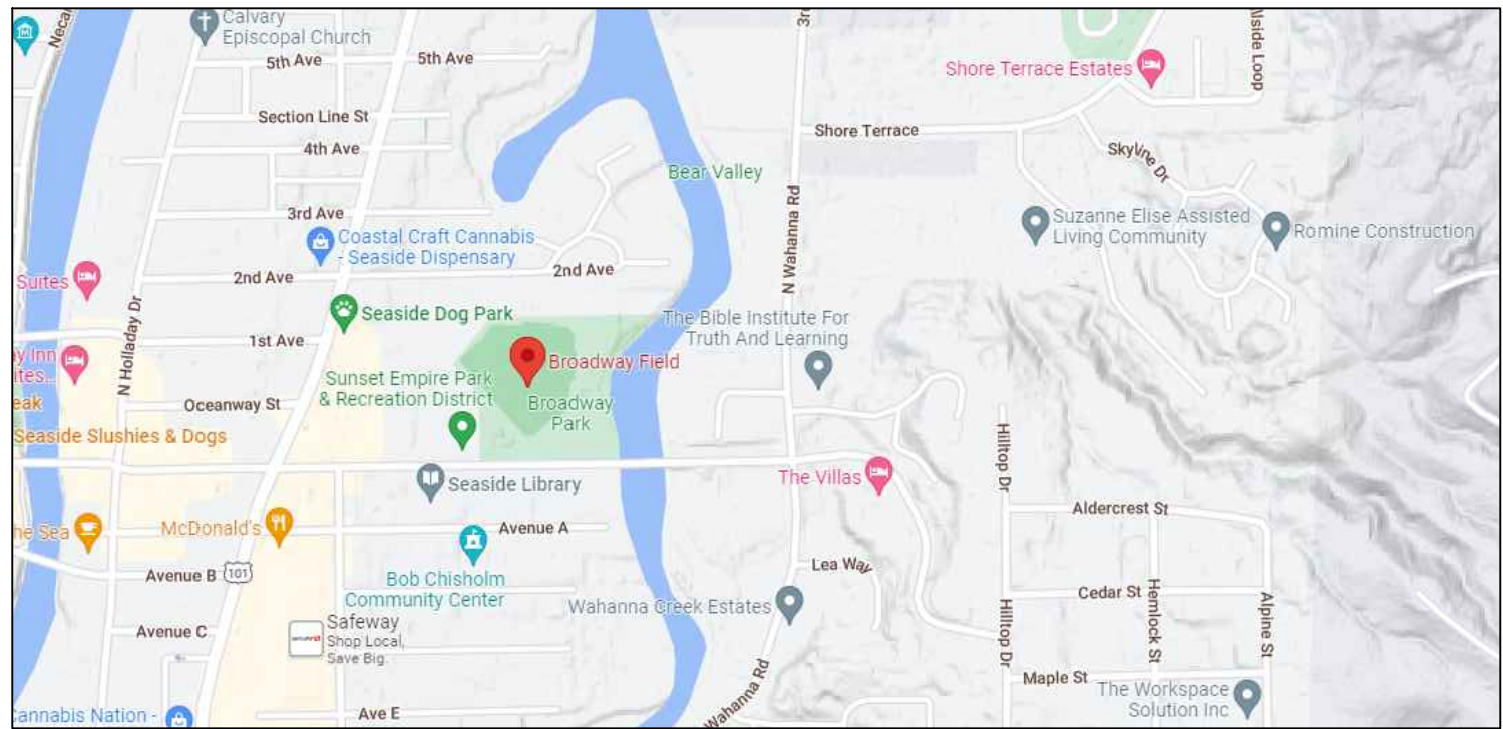 Calvary
Episcopal Church
5th Ave
5th Ave
Shore Terrace Estates
Section Line St
4th Ave
Shore Terrace
Skyline Dr
Bear Valley
N Wahanna Rd
3rd Ave
Suzanne Elise Assisted
Living Community
Romine Construction
Coastal Craft Cannabis
- Seaside Dispensary
2nd Ave
2nd Ave
Suites
N Holladay Dr
Seaside Dog Park
The Bible Institute For
Truth And Learning
1st Ave
Broadway Field
Sunset Empire Park
& Recreation District
Broadway
Park
Oceanway St
Seaside Slushies & Dogs
Hilltop Dr
Seaside Library
The Villas
McDonald's
Avenue A
Aldercrest St
Avenue B
101
Lea Way
Bob Chisholm
Community Center
Wahanna Creek Estates
Cedar St
Hemlock St
Alpine St
Hilltop Dr
Avenue C
Safeway
Shop Local,
Save Big.
Maple St
The Workspace
Solution Inc
Wahanna Rd
Ave E
Cannabis Nation -